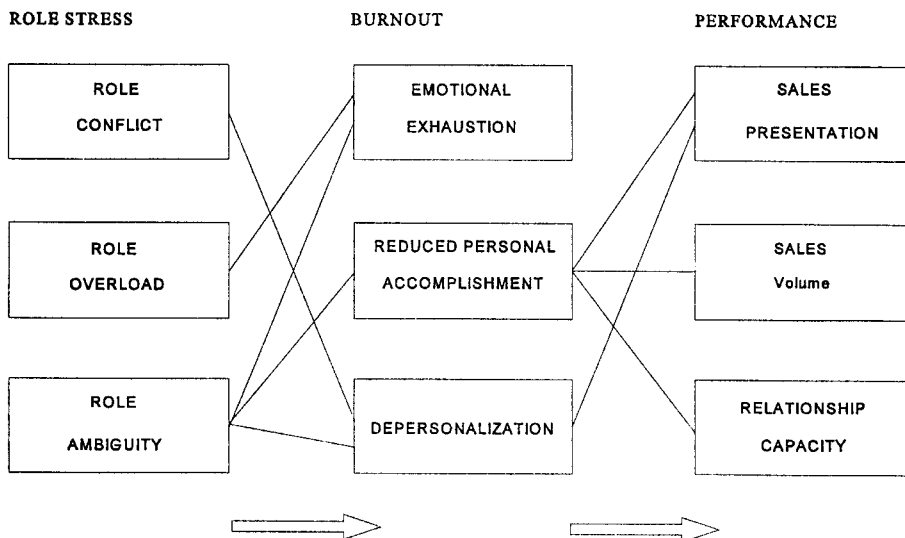 ROLE STRESS
BURNOUT
PERFORMANCE
ROLE
CONFLICT
EMOTIONAL
EXHAUSTION
SALES
PRESENTATION
ROLE
OVERLOAD
REDUCED PERSONAL
ACCOMPLISHMENT
SALES
Volume
ROLE
AMBIGUITY
DEPERSONALIZATION
RELATIONSHIP
CAPACITY